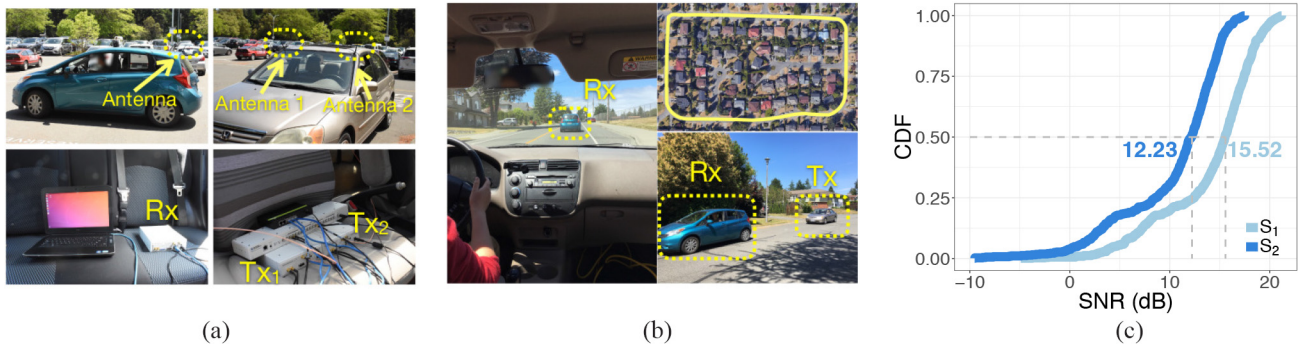 Antenna
Antenna 1
Antenna 2
Rx
Tx₁
Tx₂
(a)
Rx
Rx
Tx
(b)
1.00
0.75
0.50
0.25
0.00
CDF
12.23
15.52
S₁
S₂
−10
0
10
20
SNR (dB)
(c)